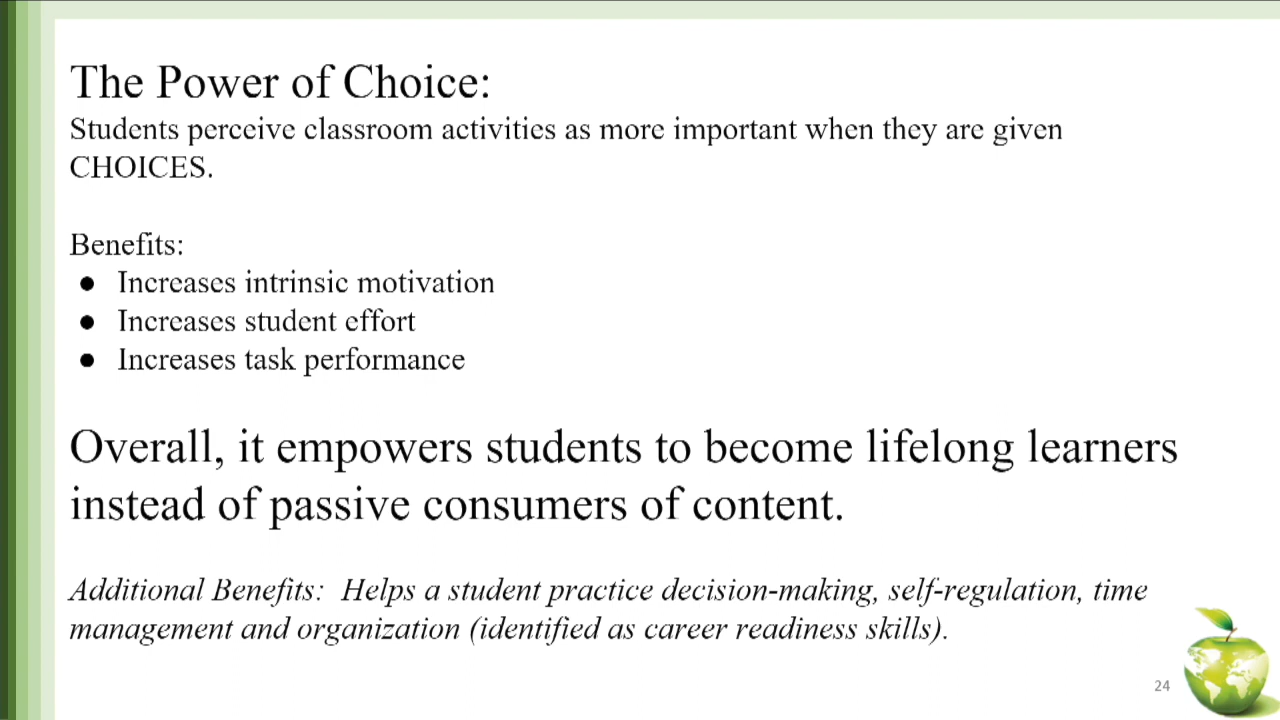 The Power of Choice:
Students perceive classroom activities as more important when they are given
CHOICES.
Benefits:
● Increases intrinsic motivation
● Increases student effort
● Increases task performance
Overall, it empowers students to become lifelong learners
instead of passive consumers of content.
Additional Benefits:  Helps a student practice decision-making, self-regulation, time
management and organization (identified as career readiness skills).
24